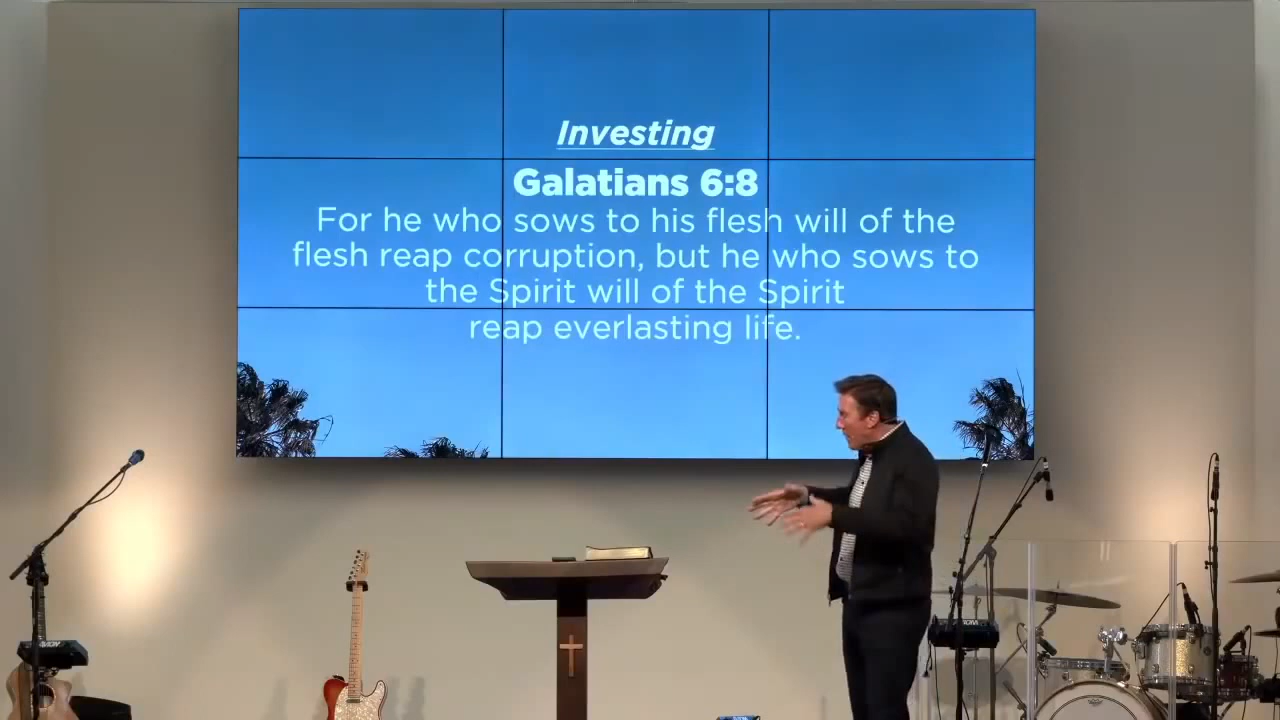 Investing
Galatians 6:8
For he who sows to his flesh will of the
flesh reap corruption, but he who sows to
the Spirit will of the Spirit
reap everlasting life.